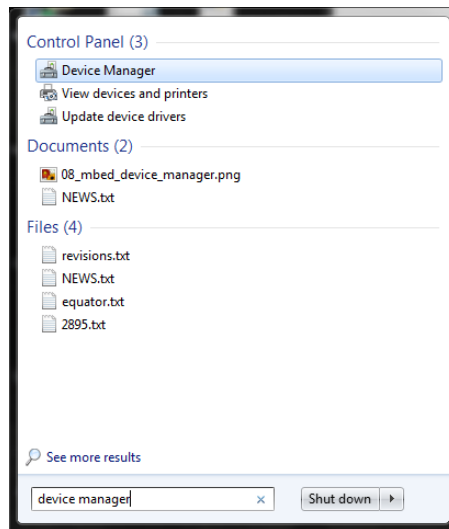 Control Panel (3)
Device Manager
View devices and printers
Update device drivers
Documents (2)
08_mbed_device_manager.png
NEWS.txt
Files (4)
revisions.txt
NEWS.txt
equator.txt
2895.txt
See more results
device manager
Shut down